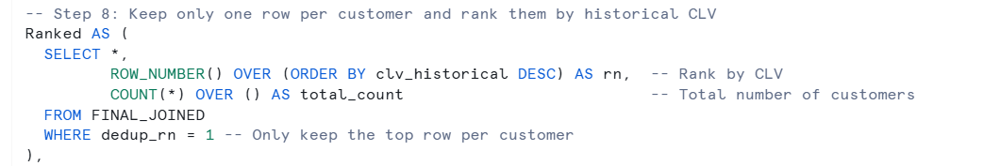 -- Step 8: Keep only one row per customer and rank them by historical CLV
Ranked AS (
SELECT *,
ROW_NUMBER() OVER (ORDER BY clv_historical DESC) AS rn, -- Rank by CLV
COUNT(*) OVER () AS total_count -- Total number of customers
FROM FINAL_JOINED
WHERE dedup_rn = 1 -- Only keep the top row per customer
),